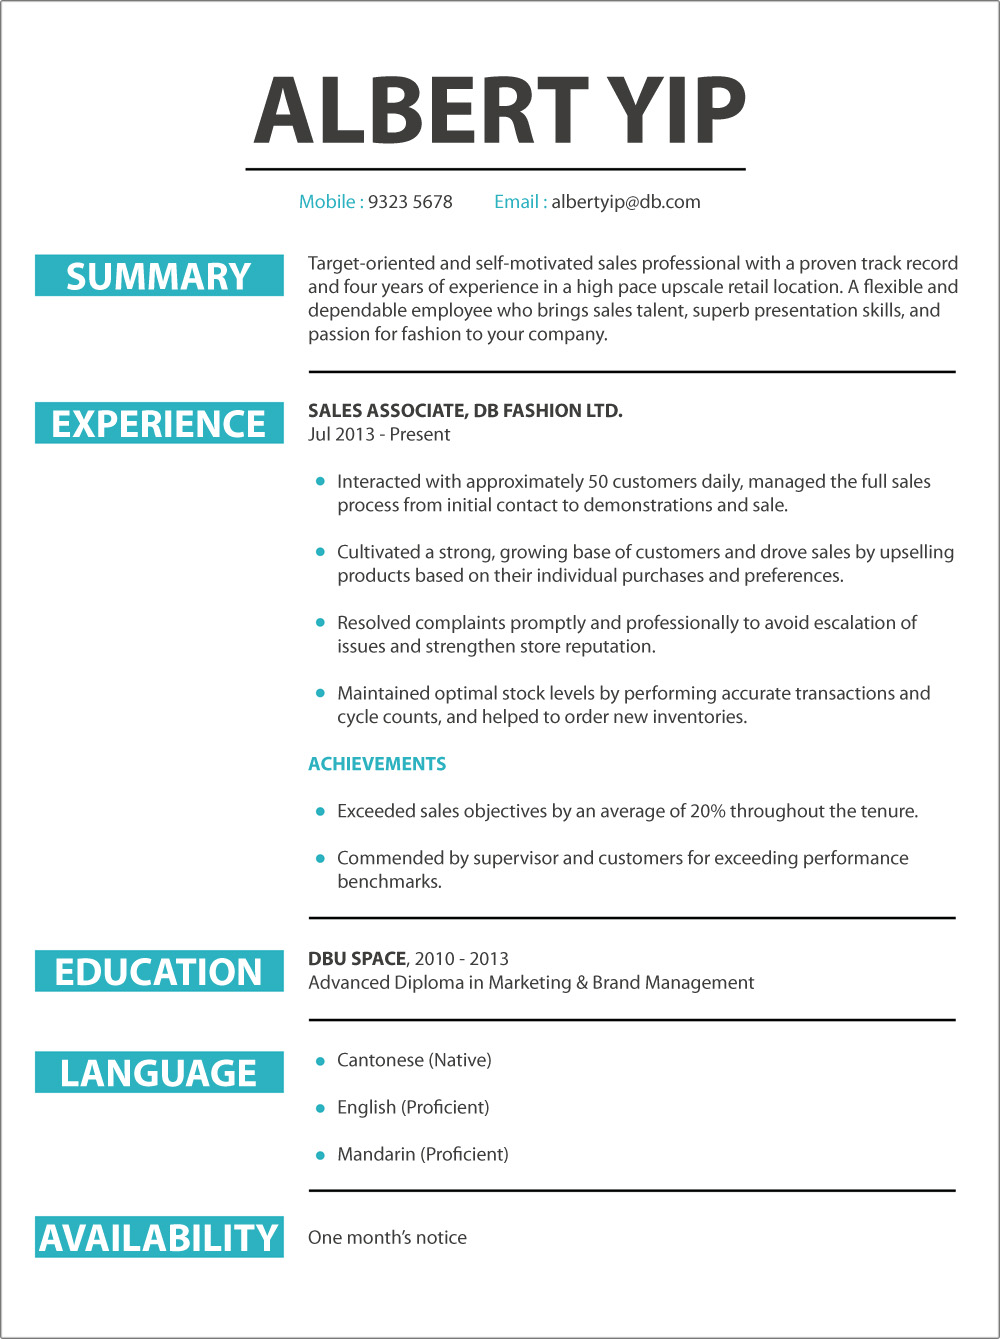 ALBERT YIP
Mobile : 9323 5678 Email : albertyip@db.com
SUMMARY
Target-oriented and self-motivated sales professional with a proven track record
and four years of experience in a high pace upscale retail location. A flexible and
dependable employee who brings sales talent, superb presentation skills, and
passion for fashion to your company.
EXPERIENCE
SALES ASSOCIATE, DB FASHION LTD.
Jul 2013 - Present
• Interacted with approximately 50 customers daily, managed the full sales
process from initial contact to demonstrations and sale.
• Cultivated a strong, growing base of customers and drove sales by upselling
products based on their individual purchases and preferences.
• Resolved complaints promptly and professionally to avoid escalation of
issues and strengthen store reputation.
• Maintained optimal stock levels by performing accurate transactions and
cycle counts, and helped to order new inventories.
ACHIEVEMENTS
• Exceeded sales objectives by an average of 20% throughout the tenure.
• Commended by supervisor and customers for exceeding performance
benchmarks.
EDUCATION
DBU SPACE, 2010 - 2013
Advanced Diploma in Marketing & Brand Management
LANGUAGE
• Cantonese (Native)
• English (Proficient)
• Mandarin (Proficient)
AVAILABILITY
One month’s notice